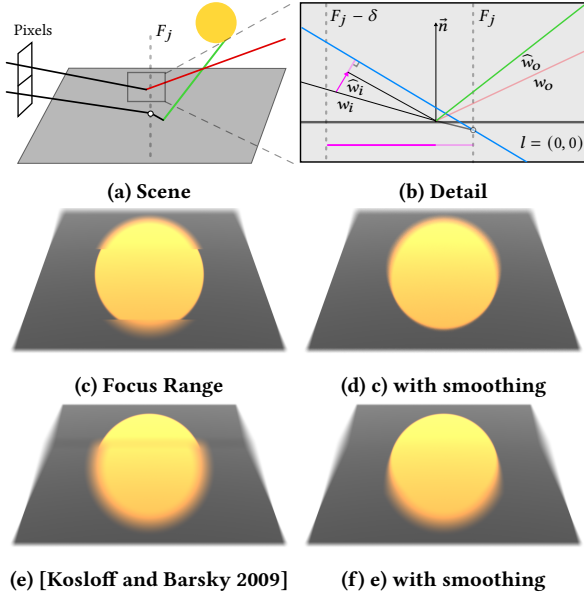 Pixels
F_j
F_j − δ
F_j
n⃗
ŵ_o
w_o
ŵ_i
w_i
l = (0, 0)
(a) Scene
(b) Detail
(c) Focus Range
(d) c) with smoothing
(e) [Kosloff and Barsky 2009]
(f) e) with smoothing